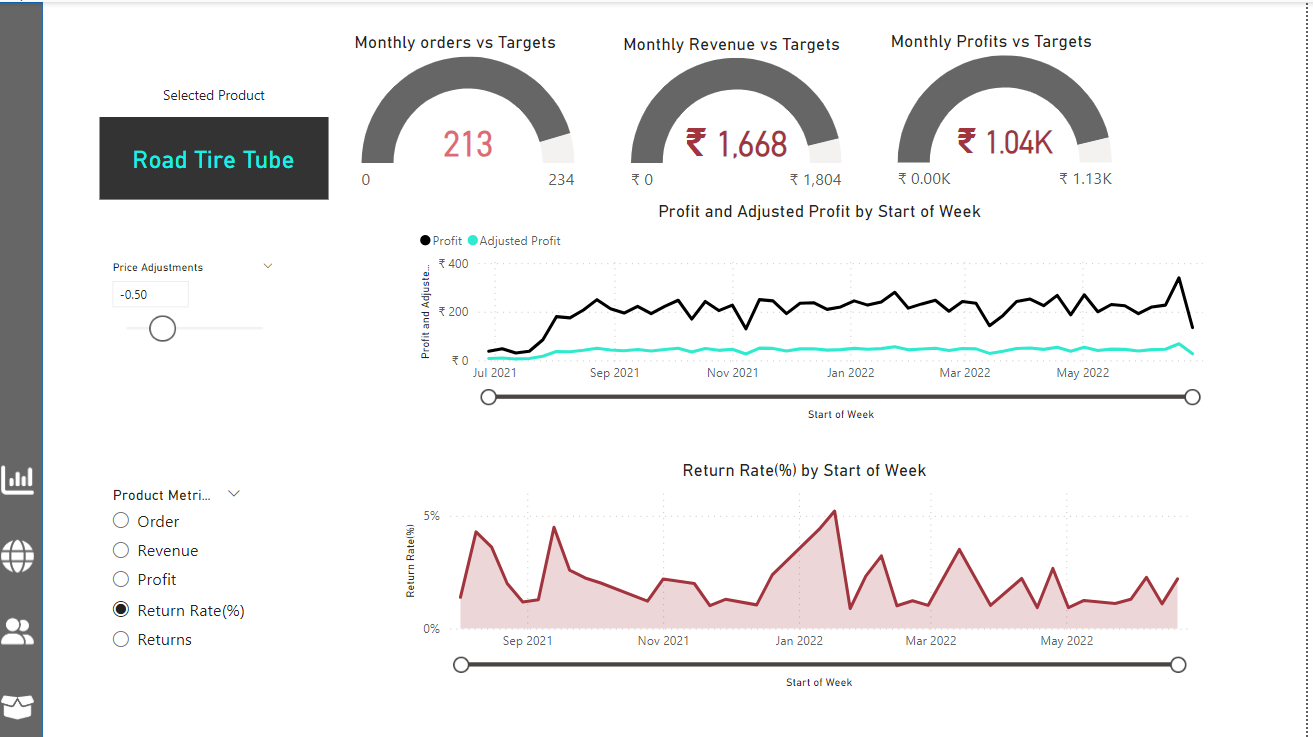 Monthly orders vs Targets
213
0 234
Monthly Revenue vs Targets
₹ 1,668
₹ 0 ₹ 1,804
Monthly Profits vs Targets
₹ 1.04K
₹ 0.00K ₹ 1.13K
Selected Product
Road Tire Tube
Price Adjustments
-0.50
Profit and Adjusted Profit by Start of Week
Profit Adjusted Profit
Profit and Adjuste...
₹ 400
₹ 200
₹ 0
Jul 2021 Sep 2021 Nov 2021 Jan 2022 Mar 2022 May 2022
Start of Week
Product Metri...
Order
Revenue
Profit
Return Rate(%)
Returns
Return Rate(%) by Start of Week
Return Rate(%)
5%
0%
Sep 2021 Nov 2021 Jan 2022 Mar 2022 May 2022
Start of Week